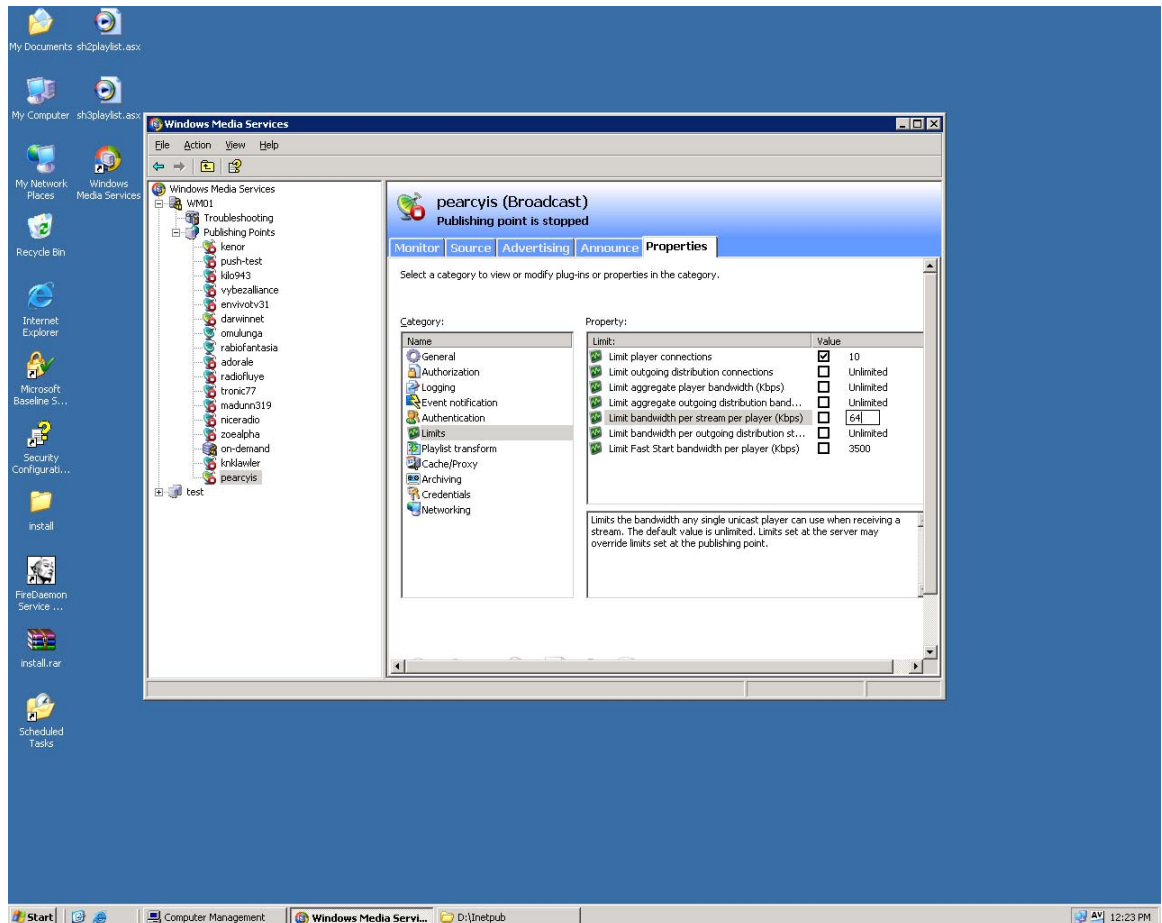 My Documents
sh2playlist.asx
My Computer
sh3playlist.asx
My Network
Places
Windows
Media Services
Recycle Bin
Internet
Explorer
Microsoft
Baseline S...
Security
Configurati...
install
FireDaemon
Service ...
install.rar
Scheduled
Tasks
Windows Media Services
File Action View Help
Windows Media Services
WM01
Troubleshooting
Publishing Points
kenor
push-test
kilo943
vybezalliance
envivotv31
darwinnet
omulunga
rabiofantasia
adorale
radiofluye
tronic77
madunn319
niceradio
zoealpha
on-demand
knklawler
pearcyis
test
pearcyis (Broadcast)
Publishing point is stopped
Monitor Source Advertising Announce Properties
Select a category to view or modify plug-ins or properties in the category.
Category:
Name
General
Authorization
Logging
Event notification
Authentication
Limits
Playlist transform
Cache/Proxy
Archiving
Credentials
Networking
Property:
Limit: Value
Limit player connections 10
Limit outgoing distribution connections Unlimited
Limit aggregate player bandwidth (Kbps) Unlimited
Limit aggregate outgoing distribution band... Unlimited
Limit bandwidth per stream per player (Kbps) 64
Limit bandwidth per outgoing distribution st... Unlimited
Limit Fast Start bandwidth per player (Kbps) 3500
Limits the bandwidth any single unicast player can use when receiving a
stream. The default value is unlimited. Limits set at the server may
override limits set at the publishing point.
Start
Computer Management
Windows Media Servi...
D:\Inetpub
AV
12:23 PM